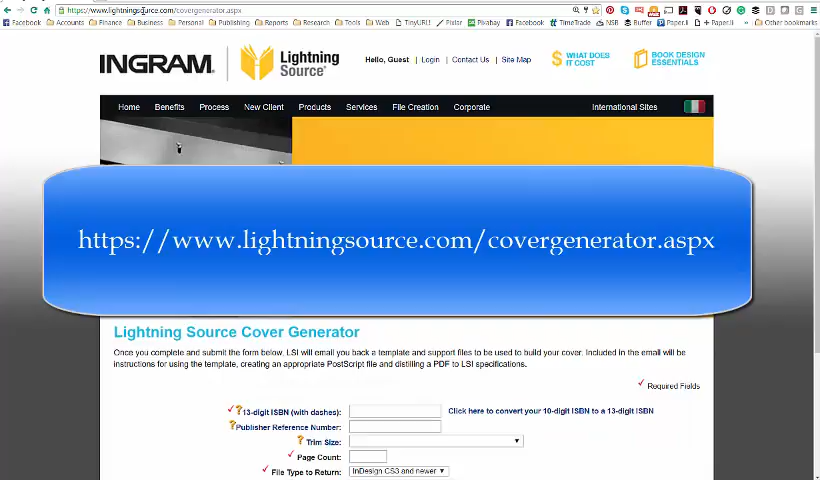 https://www.lightningsource.com/covergenerator.aspx
Facebook Accounts Finance Business Personal Publishing Reports Research Tools Web TinyURL! Pixlar Pixabay Facebook TimeTrade NSB Buffer Paper.li + Paper.li » Other bookmarks
INGRAM Lightning Source
Hello, Guest | Login | Contact Us | Site Map
$ WHAT DOES IT COST
BOOK DESIGN ESSENTIALS
Home Benefits Process New Client Products Services File Creation Corporate International Sites
https://www.lightningsource.com/covergenerator.aspx
Lightning Source Cover Generator
Once you complete and submit the form below, LSI will email you back a template and support files to be used to build your cover. Included in the email will be
instructions for using the template, creating an appropriate PostScript file and distilling a PDF to LSI specifications.
Required Fields
? 13-digit ISBN (with dashes): Click here to convert your 10-digit ISBN to a 13-digit ISBN
? Publisher Reference Number:
? Trim Size:
Page Count:
File Type to Return: InDesign CS3 and newer